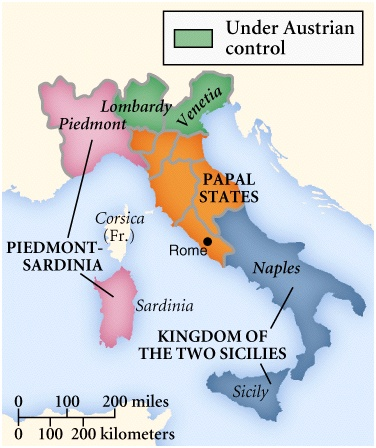 Under Austrian
control
Lombardy
Venetia
Piedmont
PAPAL
STATES
Corsica
(Fr.)
Rome
PIEDMONT-
SARDINIA
Naples
Sardinia
KINGDOM OF
THE TWO SICILIES
Sicily
0 100 200 miles
0 100 200 kilometers